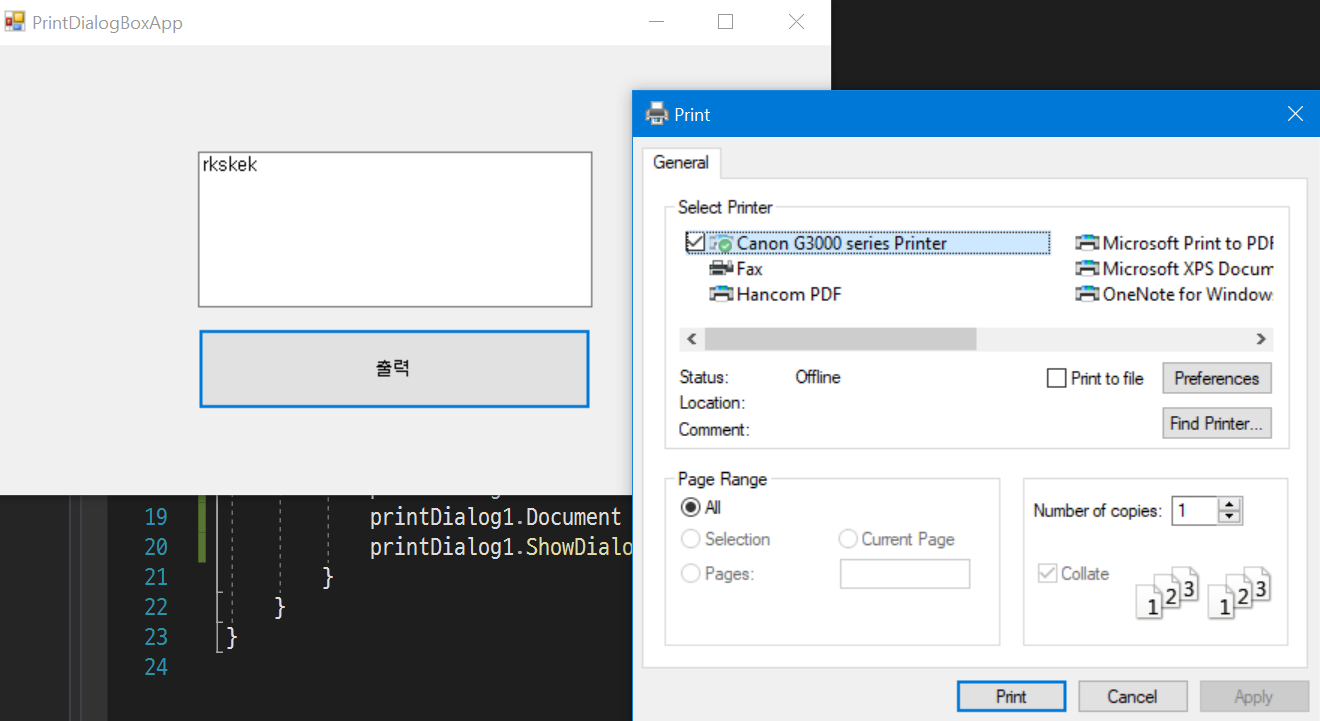 PrintDialogBoxApp
rkskek
출력
19 printDialog1.Document
20 printDialog1.ShowDialo
21 }
22 }
23 }
24
Print
General
Select Printer
Canon G3000 series Printer
Microsoft Print to PDF
Fax
Microsoft XPS Docum
Hancom PDF
OneNote for Window
Status: Offline
Print to file
Preferences
Location:
Comment:
Find Printer...
Page Range
All
Selection
Current Page
Pages:
Number of copies: 1
Collate
1 2 3 1 2 3
Print
Cancel
Apply